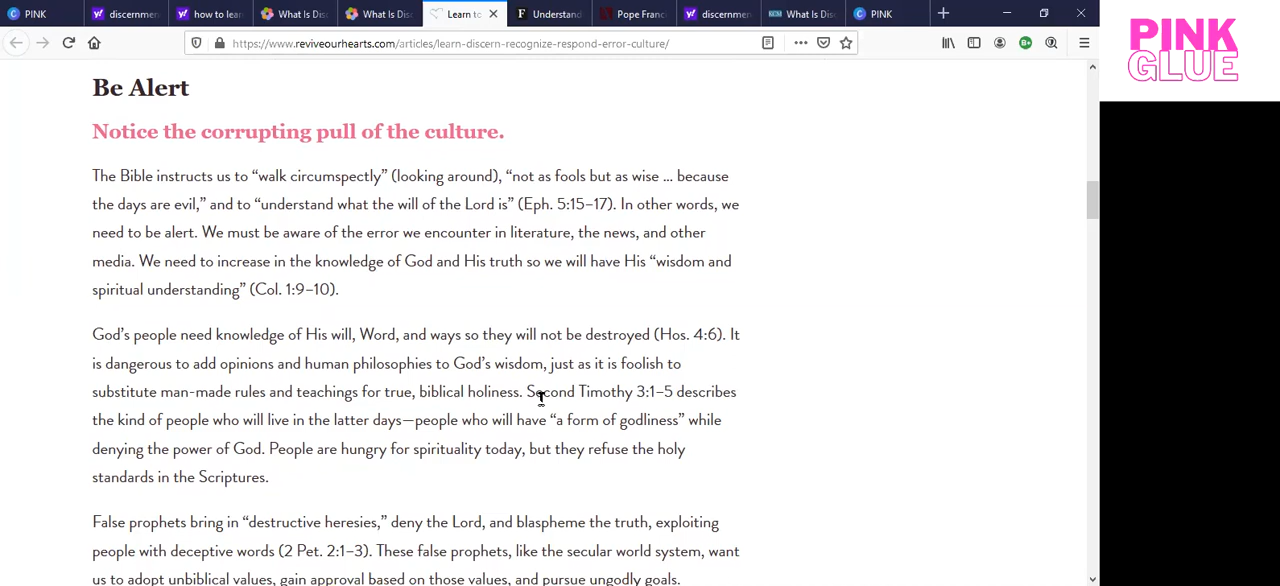 PINK
discernmen
how to lear
What Is Disc
What Is Disc
Learn to
Understand
Pope Franc
discernmen
What Is Dis
PINK
https://www.reviveourhearts.com/articles/learn-discern-recognize-respond-error-culture/
PINK
GLUE
Be Alert
Notice the corrupting pull of the culture.
The Bible instructs us to “walk circumspectly” (looking around), “not as fools but as wise ... because
the days are evil,” and to “understand what the will of the Lord is” (Eph. 5:15–17). In other words, we
need to be alert. We must be aware of the error we encounter in literature, the news, and other
media. We need to increase in the knowledge of God and His truth so we will have His “wisdom and
spiritual understanding” (Col. 1:9–10).
God’s people need knowledge of His will, Word, and ways so they will not be destroyed (Hos. 4:6). It
is dangerous to add opinions and human philosophies to God’s wisdom, just as it is foolish to
substitute man-made rules and teachings for true, biblical holiness. Second Timothy 3:1–5 describes
the kind of people who will live in the latter days—people who will have “a form of godliness” while
denying the power of God. People are hungry for spirituality today, but they refuse the holy
standards in the Scriptures.
False prophets bring in “destructive heresies,” deny the Lord, and blaspheme the truth, exploiting
people with deceptive words (2 Pet. 2:1–3). These false prophets, like the secular world system, want
us to adopt unbiblical values, gain approval based on those values, and pursue ungodly goals.